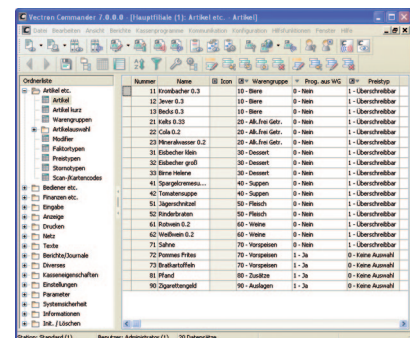 Vectron Commander 7.0.0.0 - [Hauptfiliale (1): Artikel etc. - Artikel]
Datei Bearbeiten Ansicht Berichte Kassenprogramme Kommunikation Konfiguration Hilfsfunktionen Fenster Hilfe
Ordnerliste
Artikel etc.
Artikel
Artikel kurz
Warengruppen
Artikelauswahl
Modifier
Faktortypen
Preistypen
Stornotypen
Scan-/Kartencodes
Bediener etc.
Finanzen etc.
Eingabe
Anzeige
Drucken
Netz
Texte
Berichte/Journale
Diverses
Kasseneigenschaften
Einstellungen
Parameter
Systemsicherheit
Informationen
Init. / Löschen
Nummer Name Icon Warengruppe Prog. aus WG Preistyp
11 Krombacher 0.3 10 - Biere 0 - Nein 1 - Überschreibbar
12 Jever 0.3 10 - Biere 0 - Nein 1 - Überschreibbar
13 Becks 0.3 10 - Biere 0 - Nein 1 - Überschreibbar
21 Kelts 0.33 20 - Alk.frei Getr. 0 - Nein 1 - Überschreibbar
22 Cola 0.2 20 - Alk.frei Getr. 0 - Nein 1 - Überschreibbar
23 Mineralwasser 0.2 20 - Alk.frei Getr. 0 - Nein 1 - Überschreibbar
31 Eisbecher klein 30 - Dessert 0 - Nein 1 - Überschreibbar
32 Eisbecher groß 30 - Dessert 0 - Nein 1 - Überschreibbar
33 Birne Helene 30 - Dessert 0 - Nein 1 - Überschreibbar
41 Spargelcremesu... 40 - Suppen 0 - Nein 1 - Überschreibbar
42 Tomatensuppe 40 - Suppen 0 - Nein 1 - Überschreibbar
51 Jägerschnitzel 50 - Fleisch 0 - Nein 1 - Überschreibbar
52 Rinderbraten 50 - Fleisch 0 - Nein 1 - Überschreibbar
61 Rotwein 0.2 60 - Weine 0 - Nein 1 - Überschreibbar
62 Weißwein 0.2 60 - Weine 0 - Nein 1 - Überschreibbar
71 Sahne 70 - Vorspeisen 0 - Nein 1 - Überschreibbar
72 Pommes Frites 70 - Vorspeisen 1 - Ja 0 - Keine Auswahl
73 Bratkartoffeln 70 - Vorspeisen 1 - Ja 0 - Keine Auswahl
81 Pfand 80 - Zusätze 1 - Ja 0 - Keine Auswahl
90 Zigarettengeld 90 - Auslagen 1 - Ja 0 - Keine Auswahl
Station: Standard (1) Benutzer: Administrator (1) 20 Datensätze